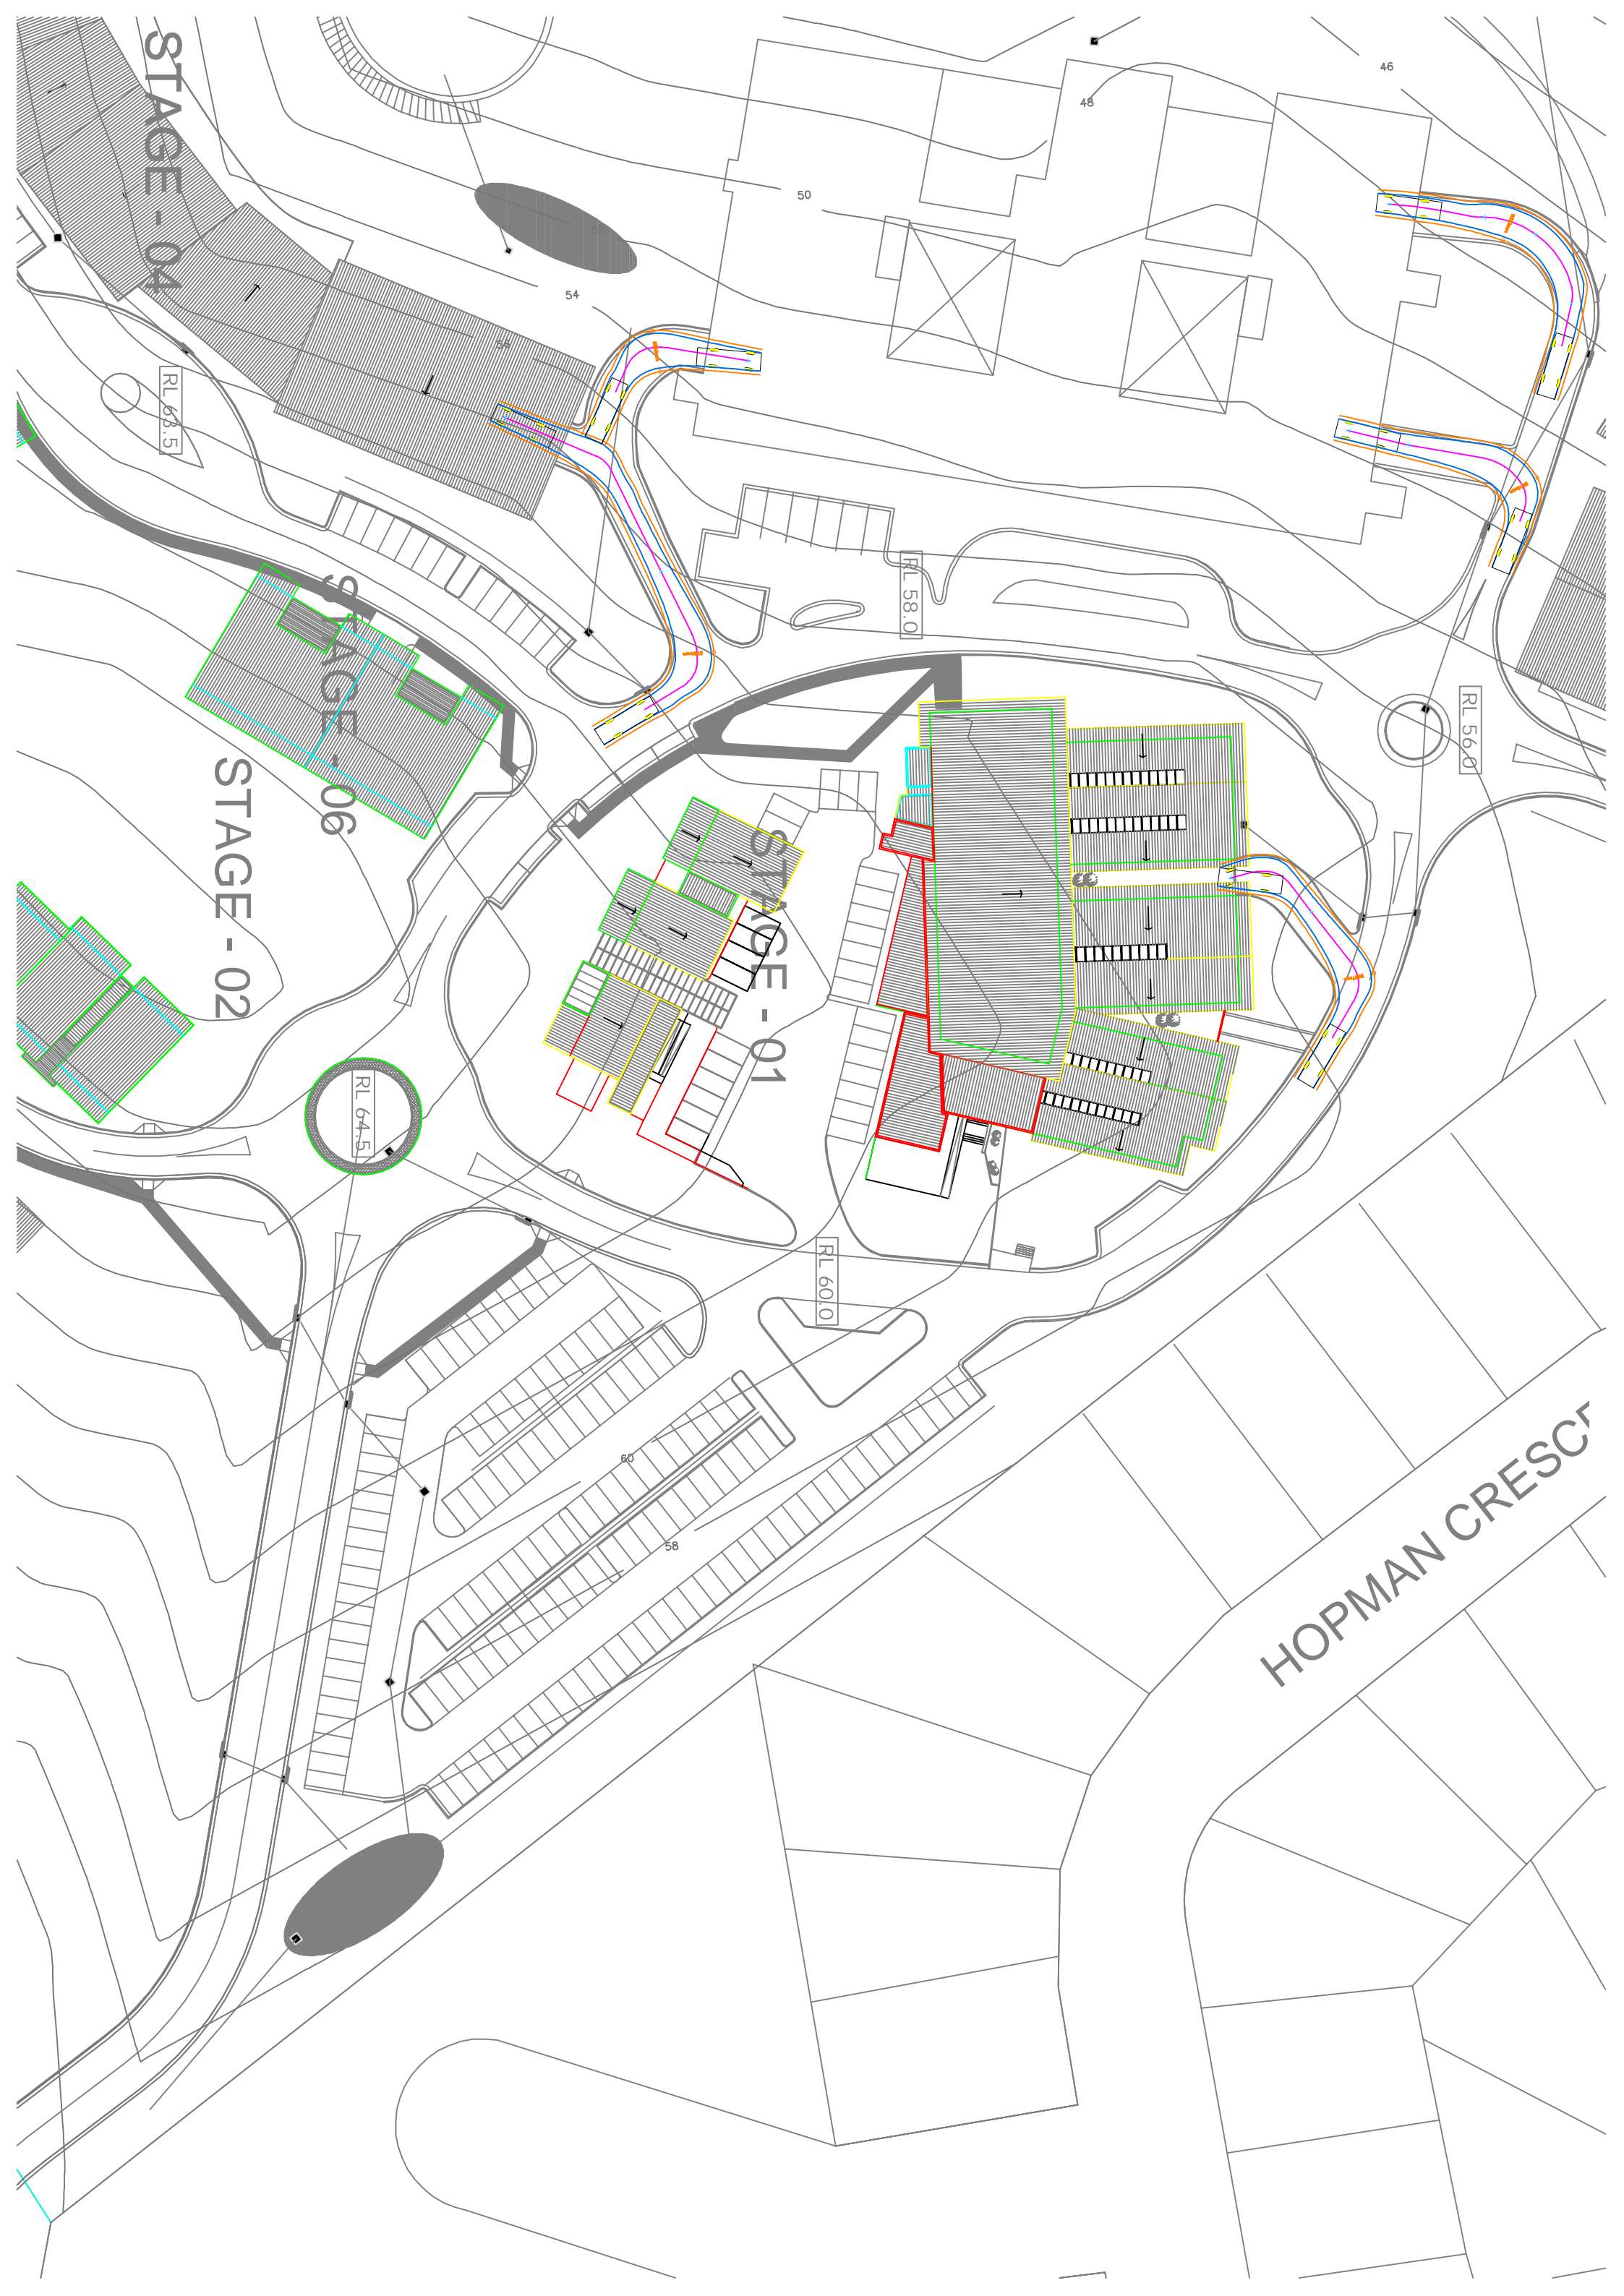 STAGE - 04
46
48
50
52
54
56
RL 63.5
RL 58.0
STAGE - 06
RL 56.0
STAGE - 02
STAGE - 01
RL 64.5
RL 60.0
60
58
HOPMAN CRESC